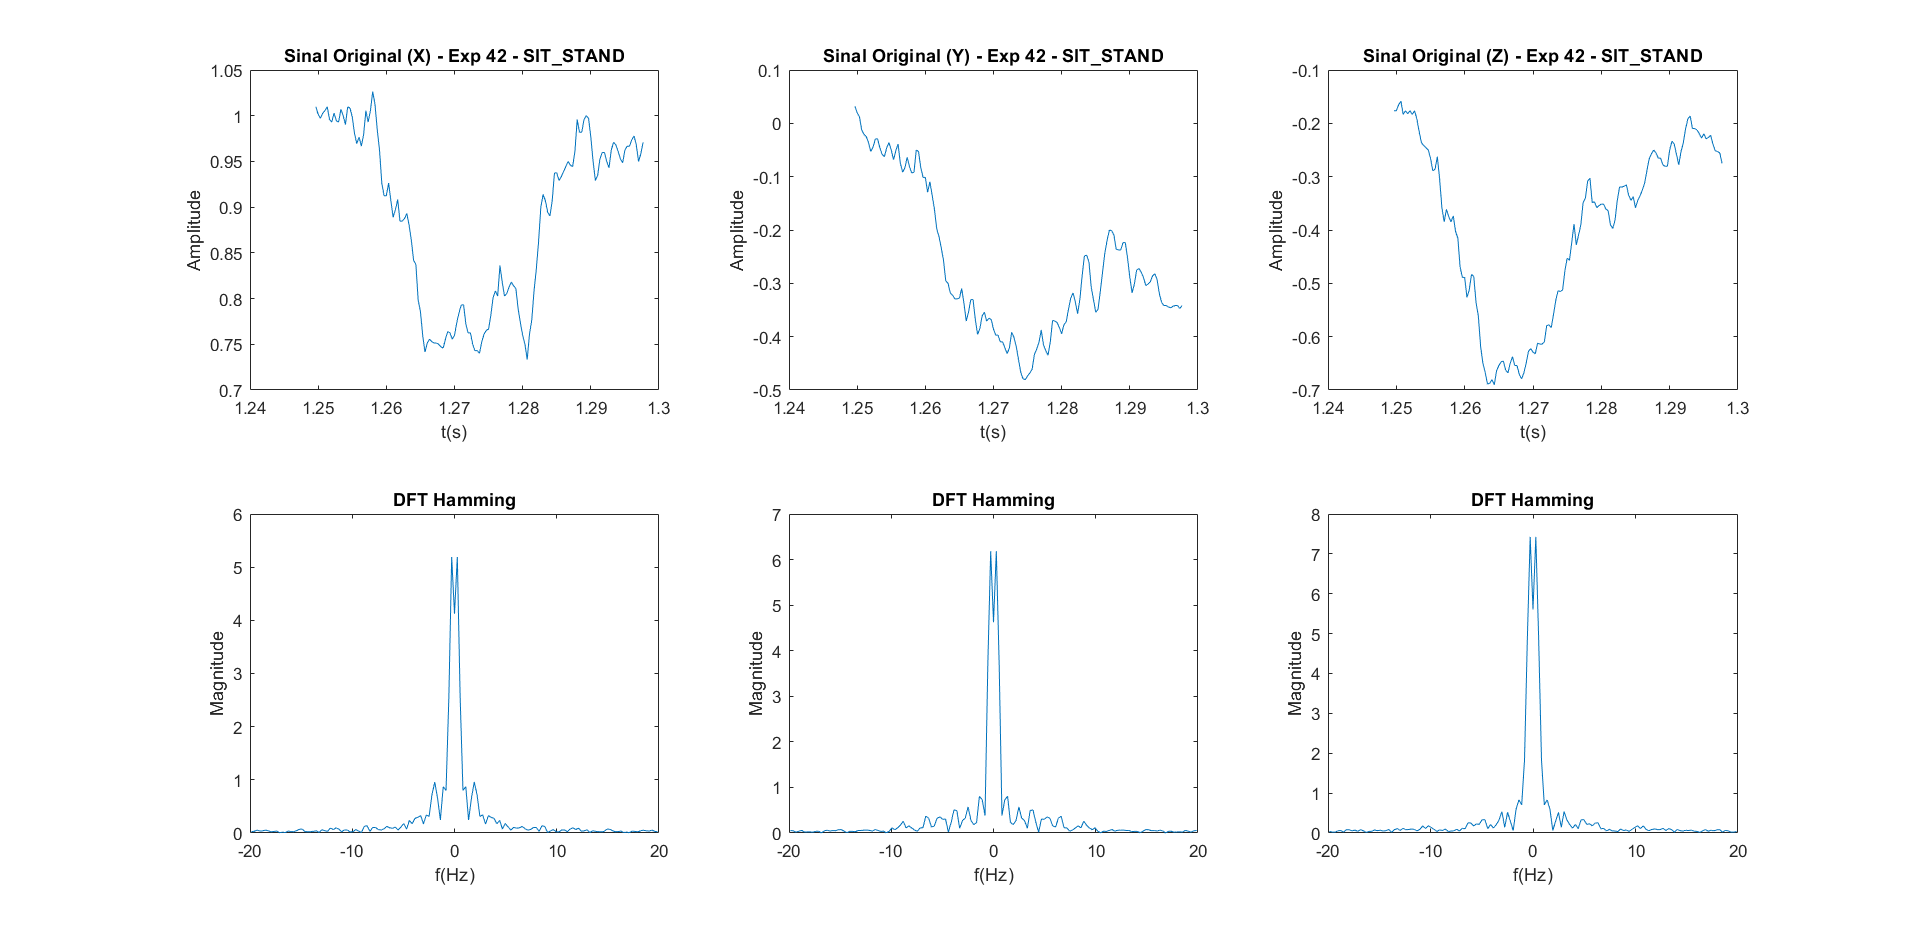 Sinal Original (X) - Exp 42 - SIT_STAND
1.05
1
0.95
0.9
0.85
0.8
0.75
0.7
1.24 1.25 1.26 1.27 1.28 1.29 1.3
Amplitude
t(s)
Sinal Original (Y) - Exp 42 - SIT_STAND
0.1
0
-0.1
-0.2
-0.3
-0.4
-0.5
1.24 1.25 1.26 1.27 1.28 1.29 1.3
Amplitude
t(s)
Sinal Original (Z) - Exp 42 - SIT_STAND
-0.1
-0.2
-0.3
-0.4
-0.5
-0.6
-0.7
1.24 1.25 1.26 1.27 1.28 1.29 1.3
Amplitude
t(s)
DFT Hamming
6
5
4
3
2
1
0
-20 -10 0 10 20
Magnitude
f(Hz)
DFT Hamming
7
6
5
4
3
2
1
0
-20 -10 0 10 20
Magnitude
f(Hz)
DFT Hamming
8
7
6
5
4
3
2
1
0
-20 -10 0 10 20
Magnitude
f(Hz)